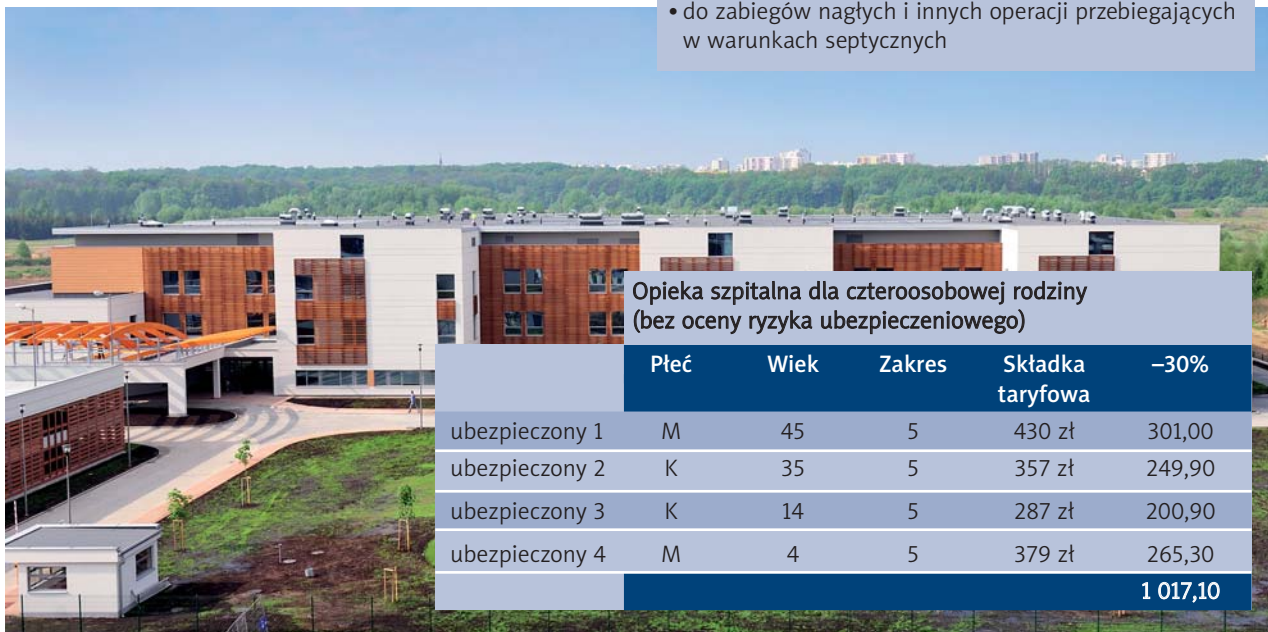 • do zabiegów nagłych i innych operacji przebiegających
w warunkach septycznych
Opieka szpitalna dla czteroosobowej rodziny
(bez oceny ryzyka ubezpieczeniowego)
Płeć Wiek Zakres Składka taryfowa –30%
ubezpieczony 1 M 45 5 430 zł 301,00
ubezpieczony 2 K 35 5 357 zł 249,90
ubezpieczony 3 K 14 5 287 zł 200,90
ubezpieczony 4 M 4 5 379 zł 265,30
1 017,10